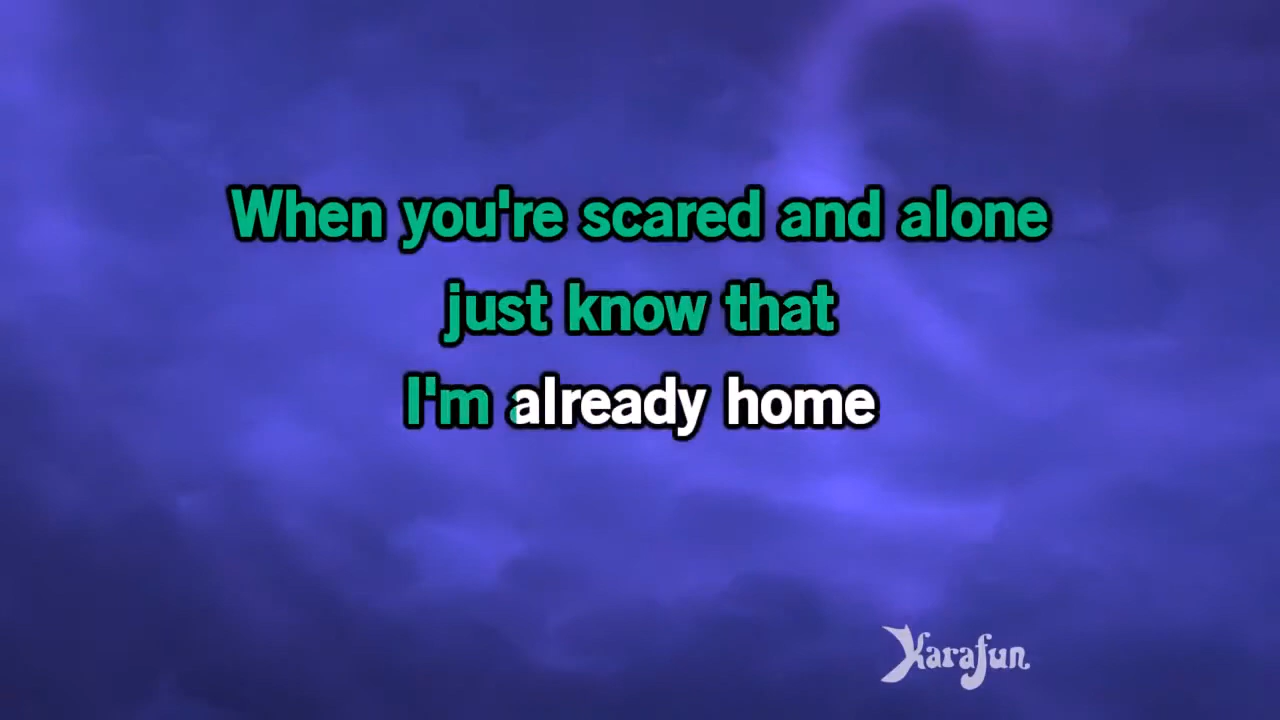 When you're scared and alone
just know that
I'm already home
Karafun